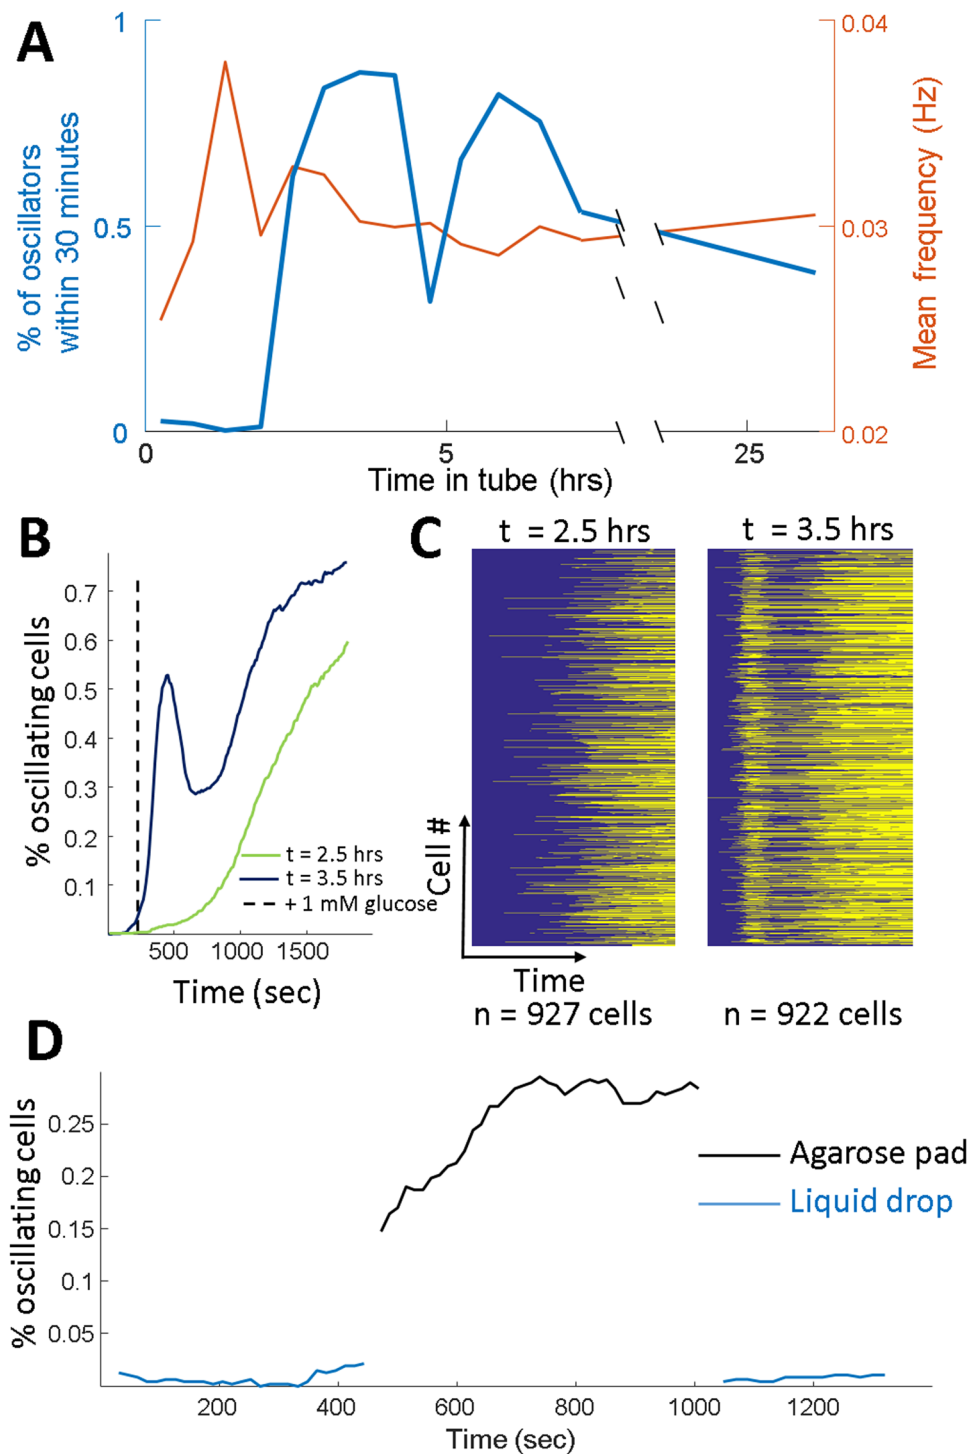 A
1
0.5
0
% of oscillators
within 30 minutes
0.04
0.03
0.02
Mean frequency (Hz)
0
5
25
Time in tube (hrs)
B
0.7
0.6
0.5
0.4
0.3
0.2
0.1
% oscillating cells
t = 2.5 hrs
t = 3.5 hrs
+ 1 mM glucose
500
1000
1500
Time (sec)
C
t = 2.5 hrs
t = 3.5 hrs
Cell #
Time
n = 927 cells
n = 922 cells
D
0.25
0.2
0.15
0.1
0.05
% oscillating cells
Agarose pad
Liquid drop
200
400
600
800
1000
1200
Time (sec)